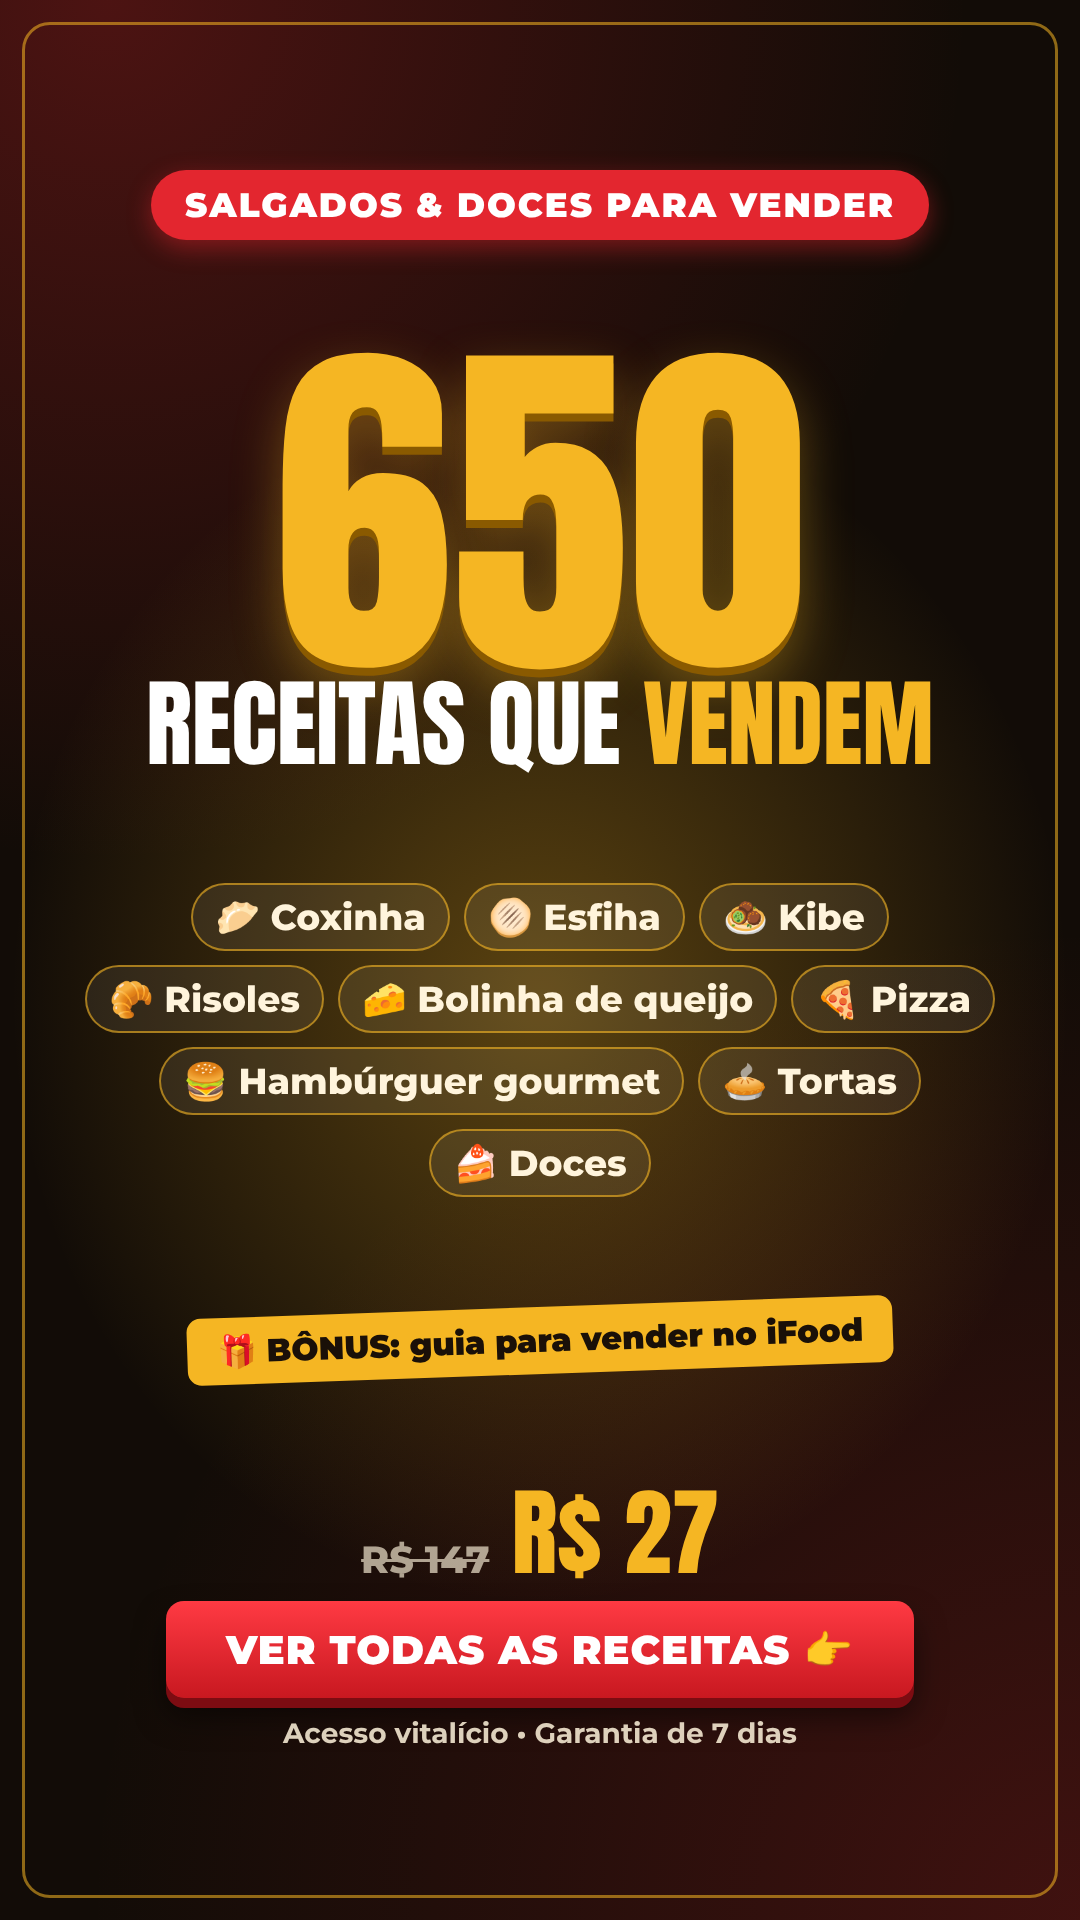 SALGADOS & DOCES PARA VENDER
650
RECEITAS QUE VENDEM
Coxinha Esfiha Kibe
Risoles Bolinha de queijo Pizza
Hambúrguer gourmet Tortas
Doces
BÔNUS: guia para vender no iFood
R$ 147 R$ 27
VER TODAS AS RECEITAS
Acesso vitalício • Garantia de 7 dias